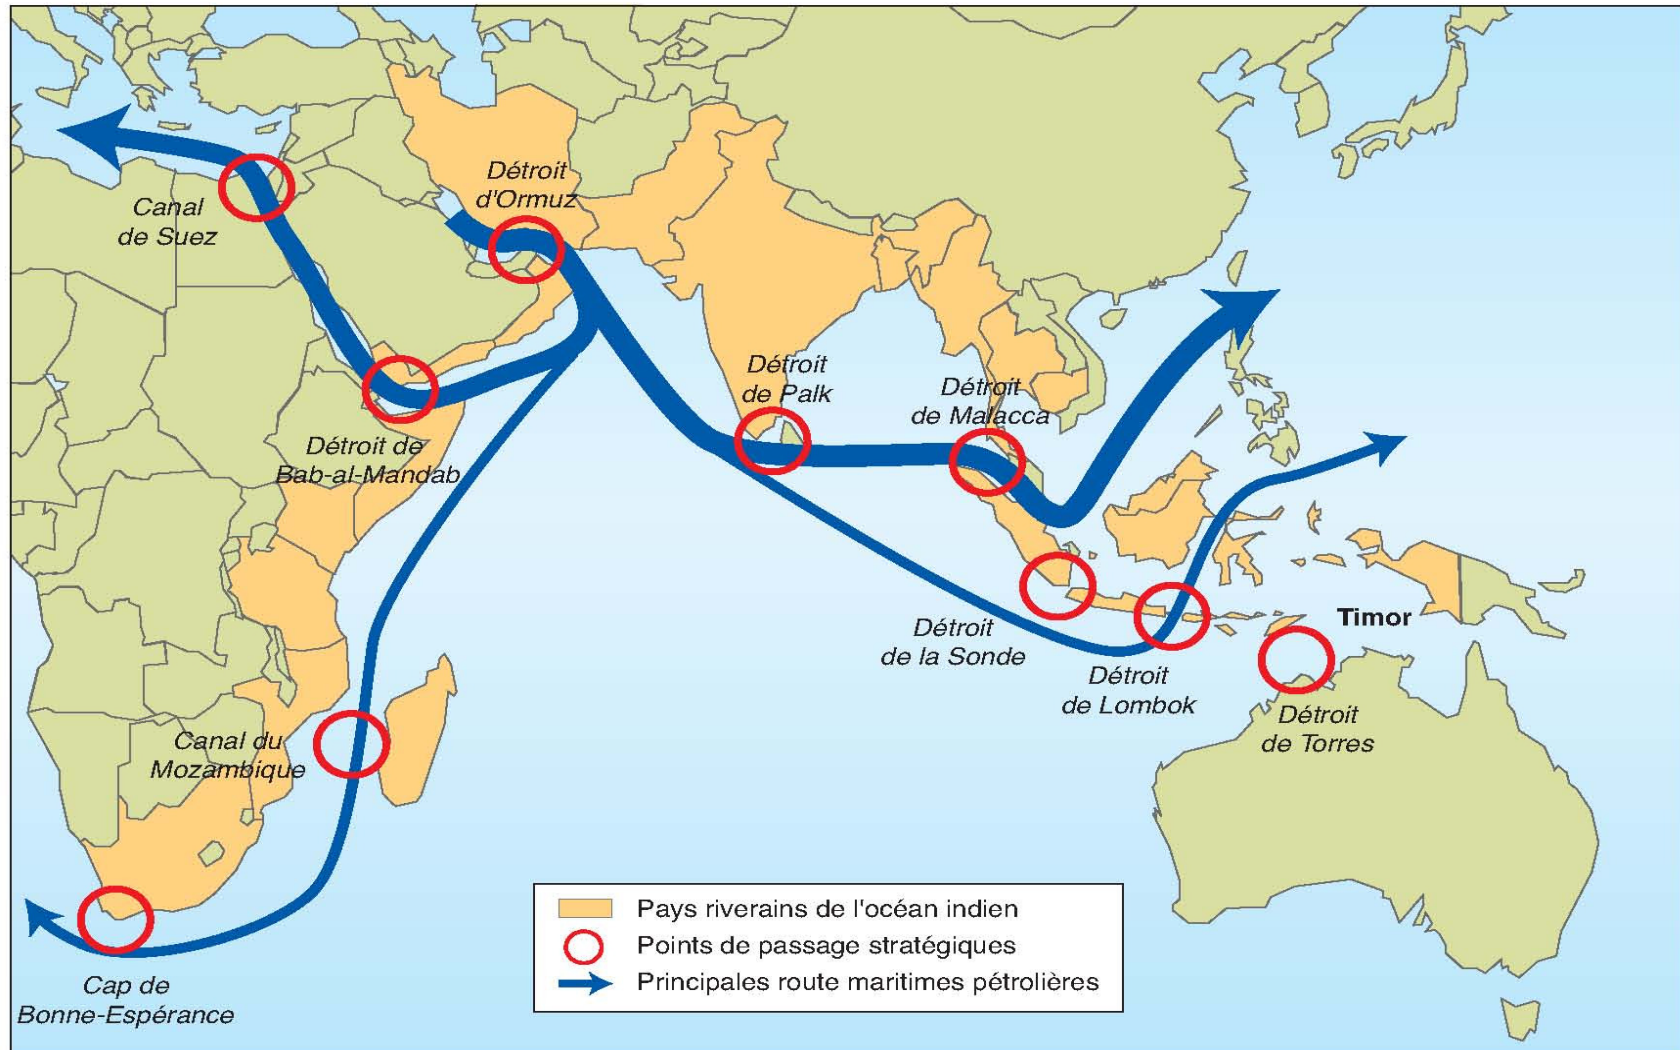 Détroit
d'Ormuz
Canal
de Suez
Détroit
de Palk
Détroit
de Malacca
Détroit de
Bab-al-Mandab
Timor
Détroit
de la Sonde
Détroit
de Lombok
Détroit
de Torres
Canal du
Mozambique
Cap de
Bonne-Espérance
Pays riverains de l'océan indien
Points de passage stratégiques
Principales route maritimes pétrolières